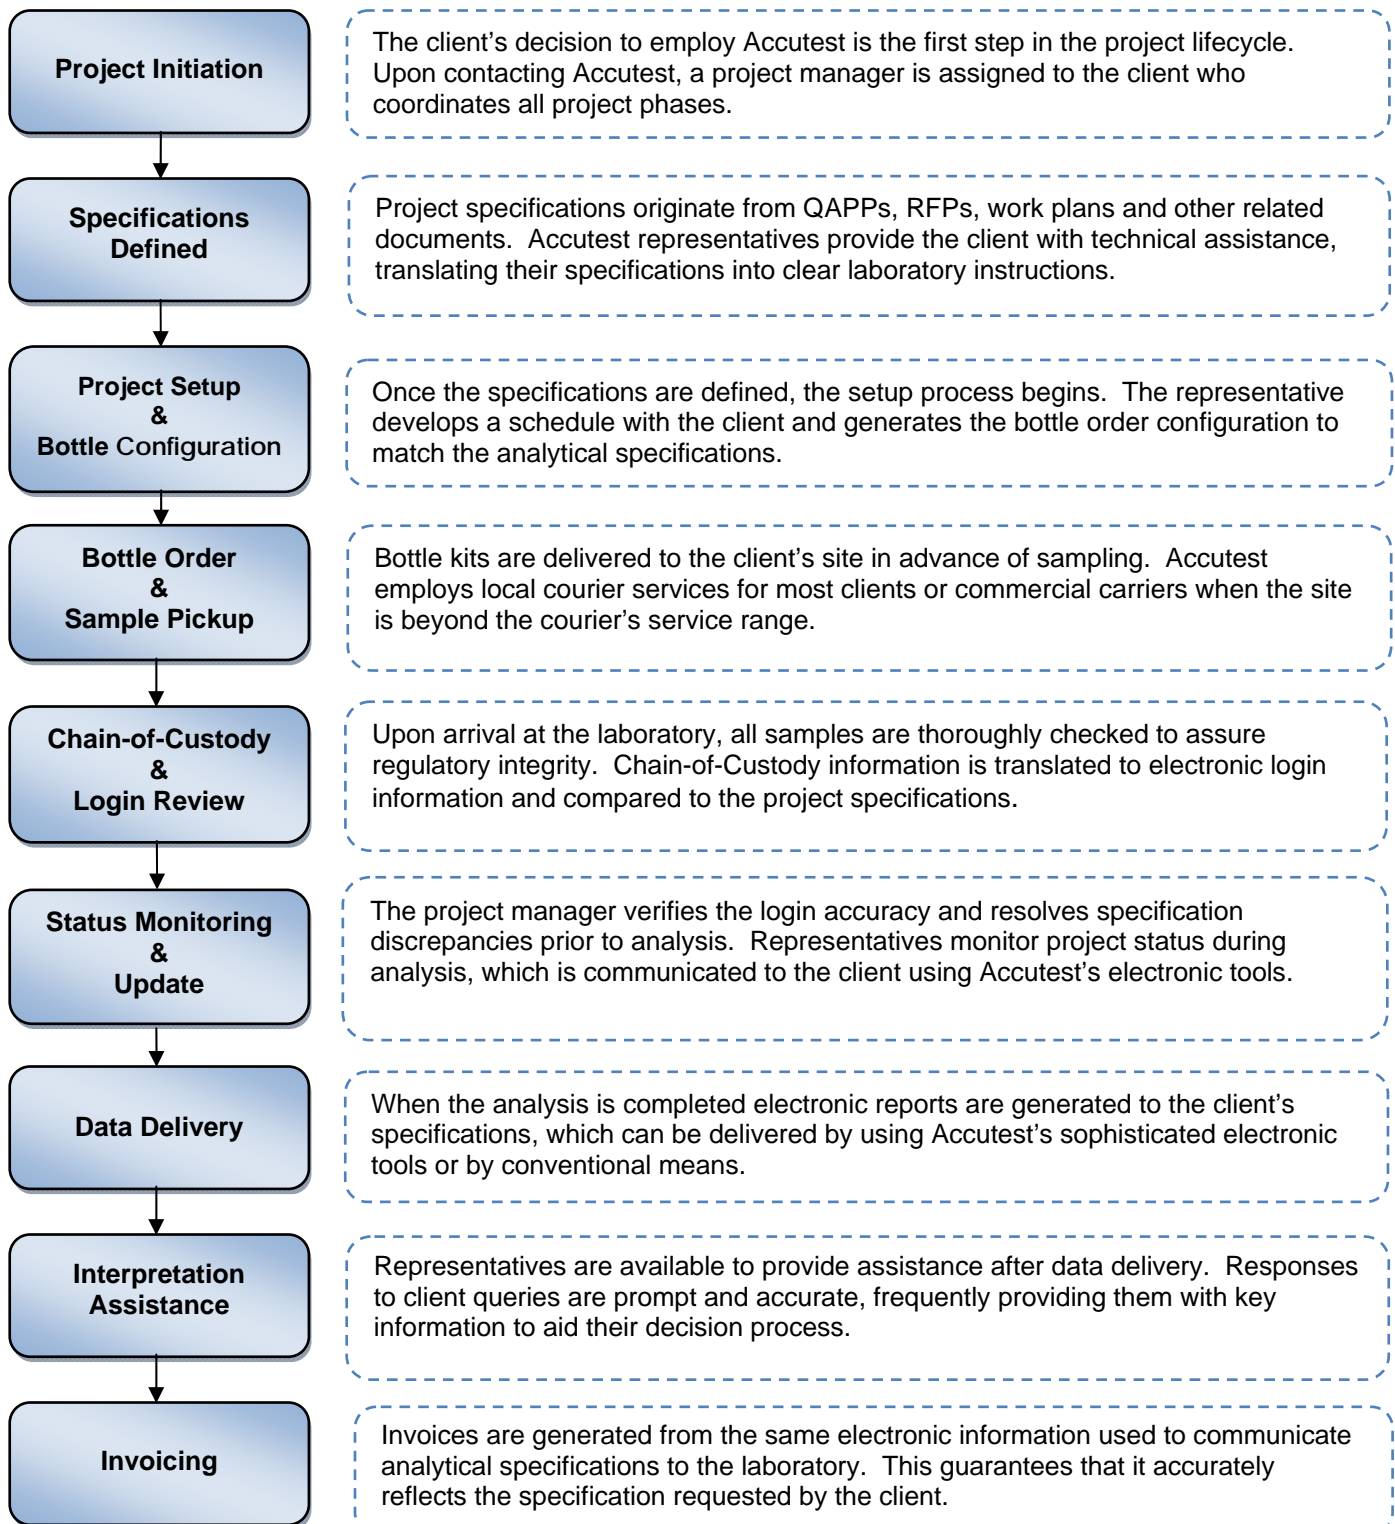 Project Initiation
The client's decision to employ Accutest is the first step in the project lifecycle.
Upon contacting Accutest, a project manager is assigned to the client who
coordinates all project phases.
Specifications
Defined
Project specifications originate from QAPPs, RFPs, work plans and other related
documents.  Accutest representatives provide the client with technical assistance,
translating their specifications into clear laboratory instructions.
Project Setup
&
Bottle Configuration
Once the specifications are defined, the setup process begins.  The representative
develops a schedule with the client and generates the bottle order configuration to
match the analytical specifications.
Bottle Order
&
Sample Pickup
Bottle kits are delivered to the client's site in advance of sampling.  Accutest
employs local courier services for most clients or commercial carriers when the site
is beyond the courier's service range.
Chain-of-Custody
&
Login Review
Upon arrival at the laboratory, all samples are thoroughly checked to assure
regulatory integrity.  Chain-of-Custody information is translated to electronic login
information and compared to the project specifications.
Status Monitoring
&
Update
The project manager verifies the login accuracy and resolves specification
discrepancies prior to analysis.  Representatives monitor project status during
analysis, which is communicated to the client using Accutest's electronic tools.
Data Delivery
When the analysis is completed electronic reports are generated to the client's
specifications, which can be delivered by using Accutest's sophisticated electronic
tools or by conventional means.
Interpretation
Assistance
Representatives are available to provide assistance after data delivery.  Responses
to client queries are prompt and accurate, frequently providing them with key
information to aid their decision process.
Invoicing
Invoices are generated from the same electronic information used to communicate
analytical specifications to the laboratory.  This guarantees that it accurately
reflects the specification requested by the client.